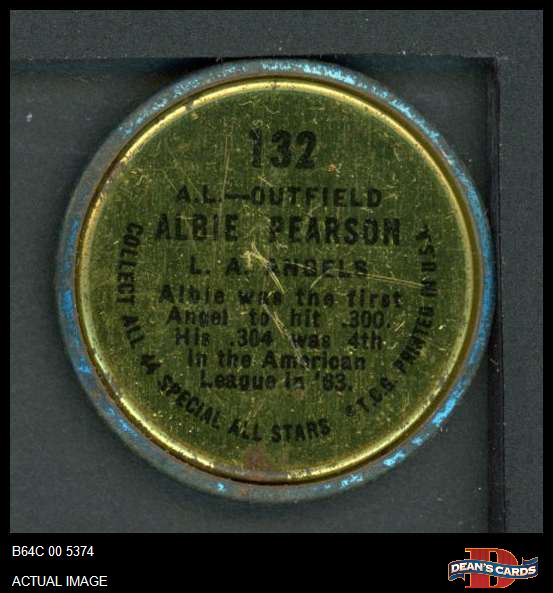 132
A.L.—OUTFIELD
ALBIE PEARSON
L. A. ANGELS
Albie was the first
Angel to hit .300.
His .304 was 4th
in the American
League in '63.
COLLECT ALL 44 SPECIAL ALL STARS
© T.C.G. PRINTED IN U.S.A.
B64C 00 5374
ACTUAL IMAGE
DEAN'S CARDS